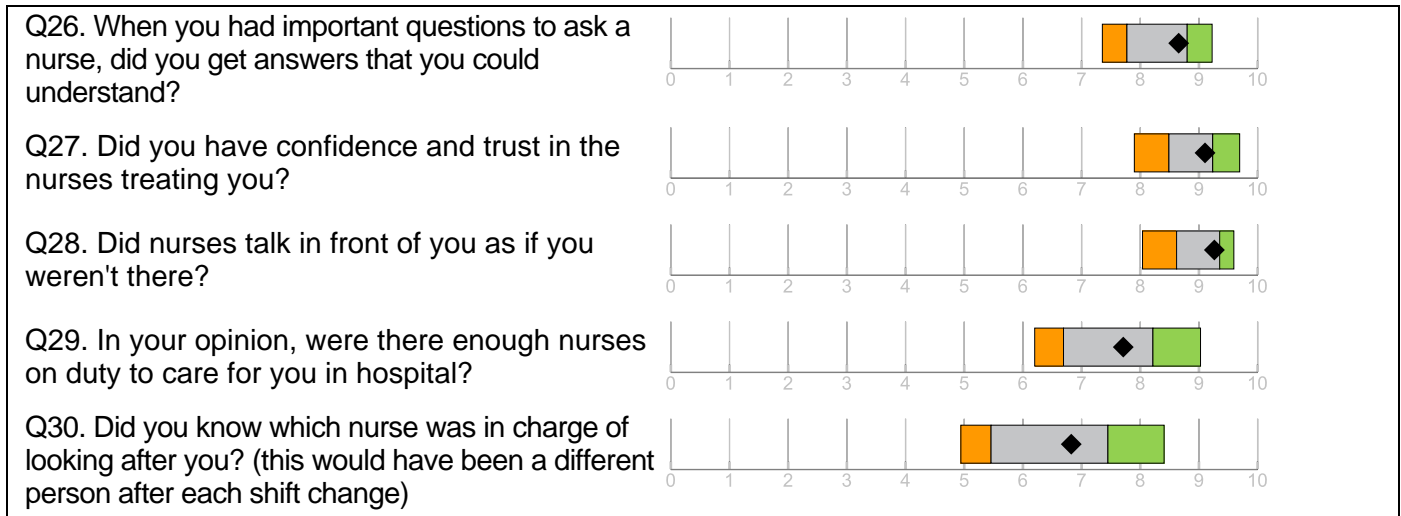 Q26. When you had important questions to ask a
nurse, did you get answers that you could
understand?
0 1 2 3 4 5 6 7 8 9 10
Q27. Did you have confidence and trust in the
nurses treating you?
0 1 2 3 4 5 6 7 8 9 10
Q28. Did nurses talk in front of you as if you
weren't there?
0 1 2 3 4 5 6 7 8 9 10
Q29. In your opinion, were there enough nurses
on duty to care for you in hospital?
0 1 2 3 4 5 6 7 8 9 10
Q30. Did you know which nurse was in charge of
looking after you? (this would have been a different
person after each shift change)
0 1 2 3 4 5 6 7 8 9 10